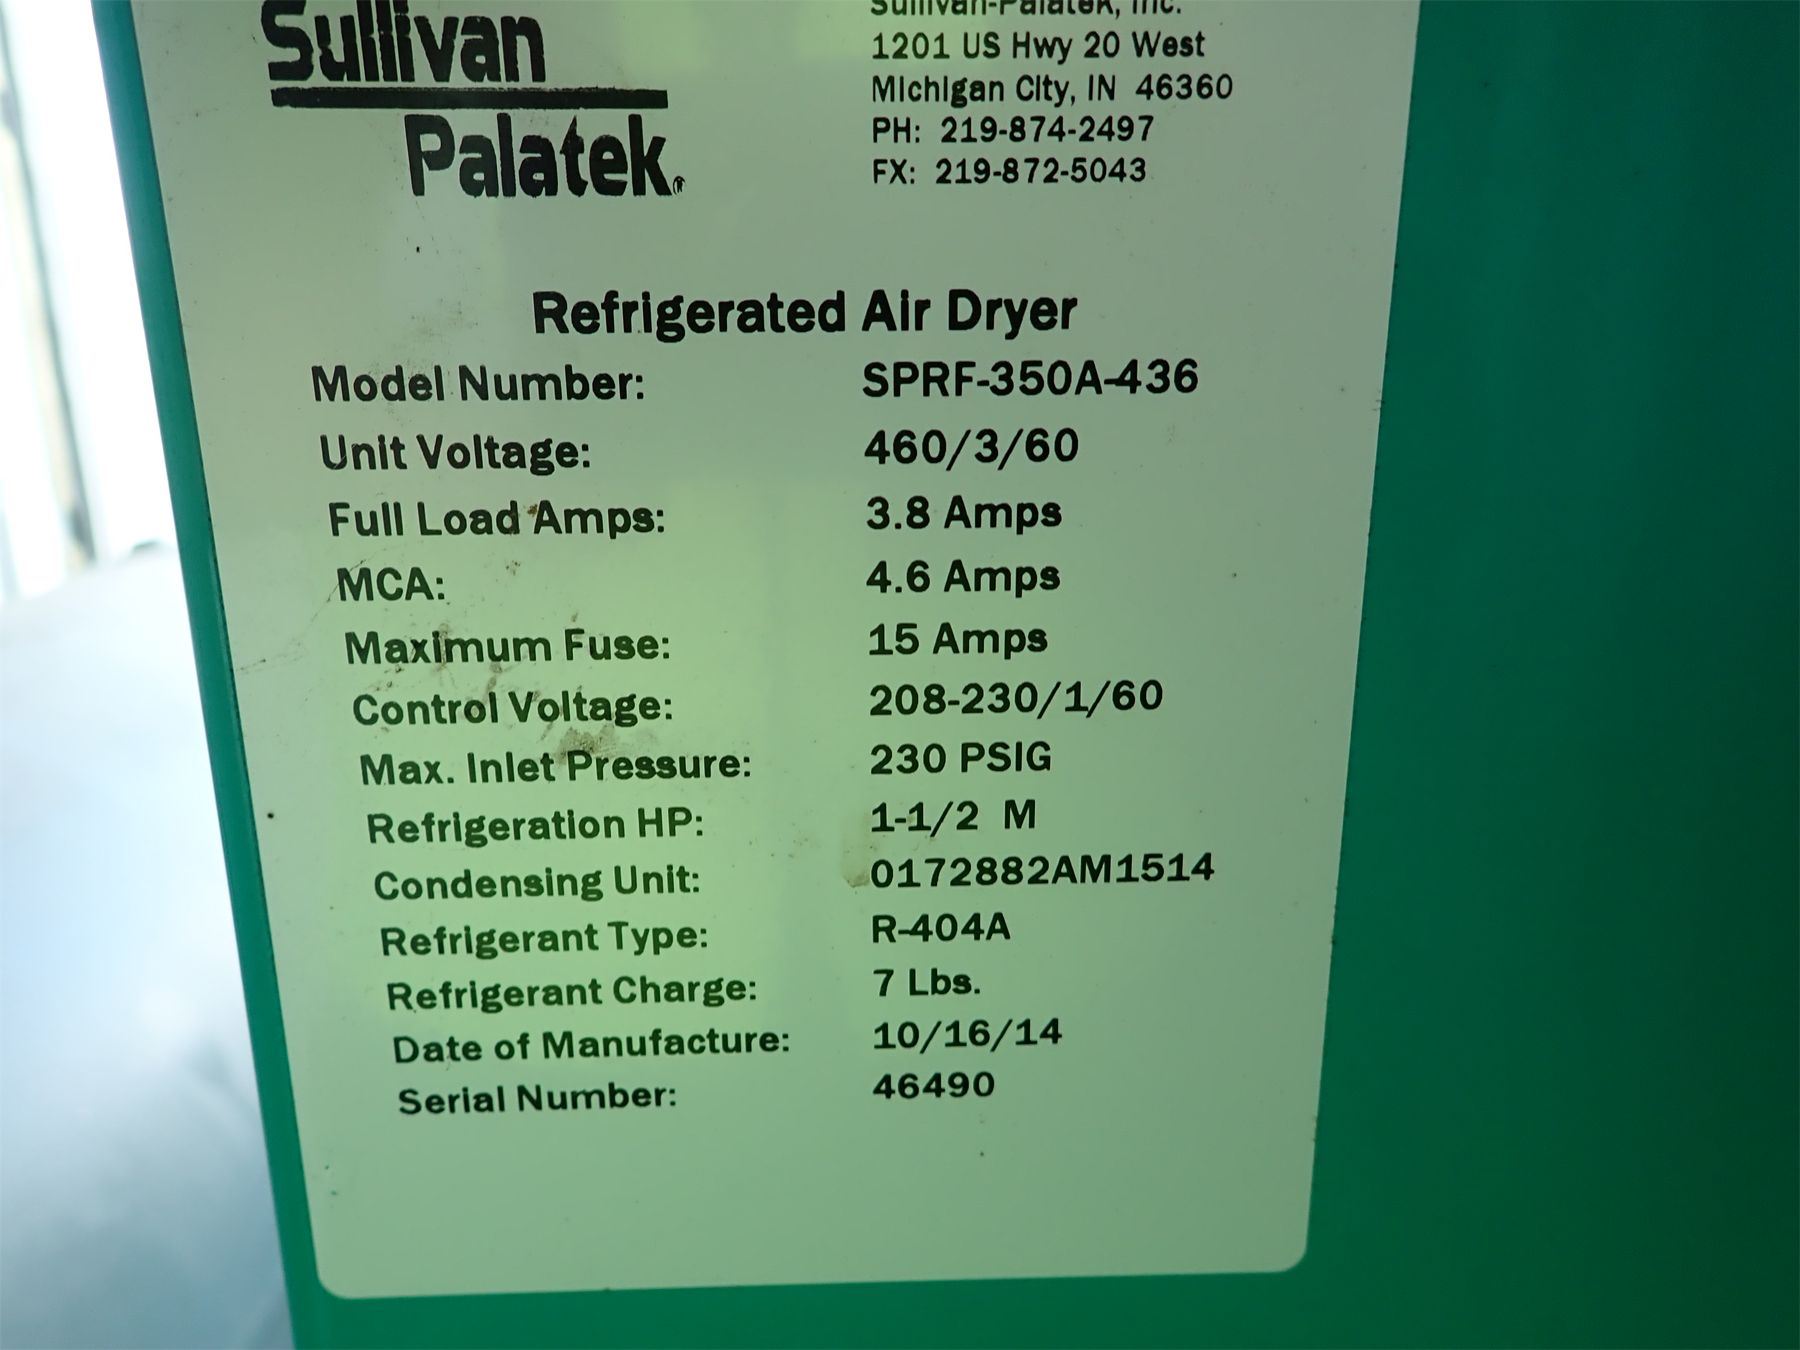 Sullivan
Palatek®
Sullivan-Palatek, Inc.
1201 US Hwy 20 West
Michigan City, IN 46360
PH: 219-874-2497
FX: 219-872-5043
Refrigerated Air Dryer
Model Number: SPRF-350A-436
Unit Voltage: 460/3/60
Full Load Amps: 3.8 Amps
MCA: 4.6 Amps
Maximum Fuse: 15 Amps
Control Voltage: 208-230/1/60
Max. Inlet Pressure: 230 PSIG
Refrigeration HP: 1-1/2 M
Condensing Unit: 0172882AM1514
Refrigerant Type: R-404A
Refrigerant Charge: 7 Lbs.
Date of Manufacture: 10/16/14
Serial Number: 46490